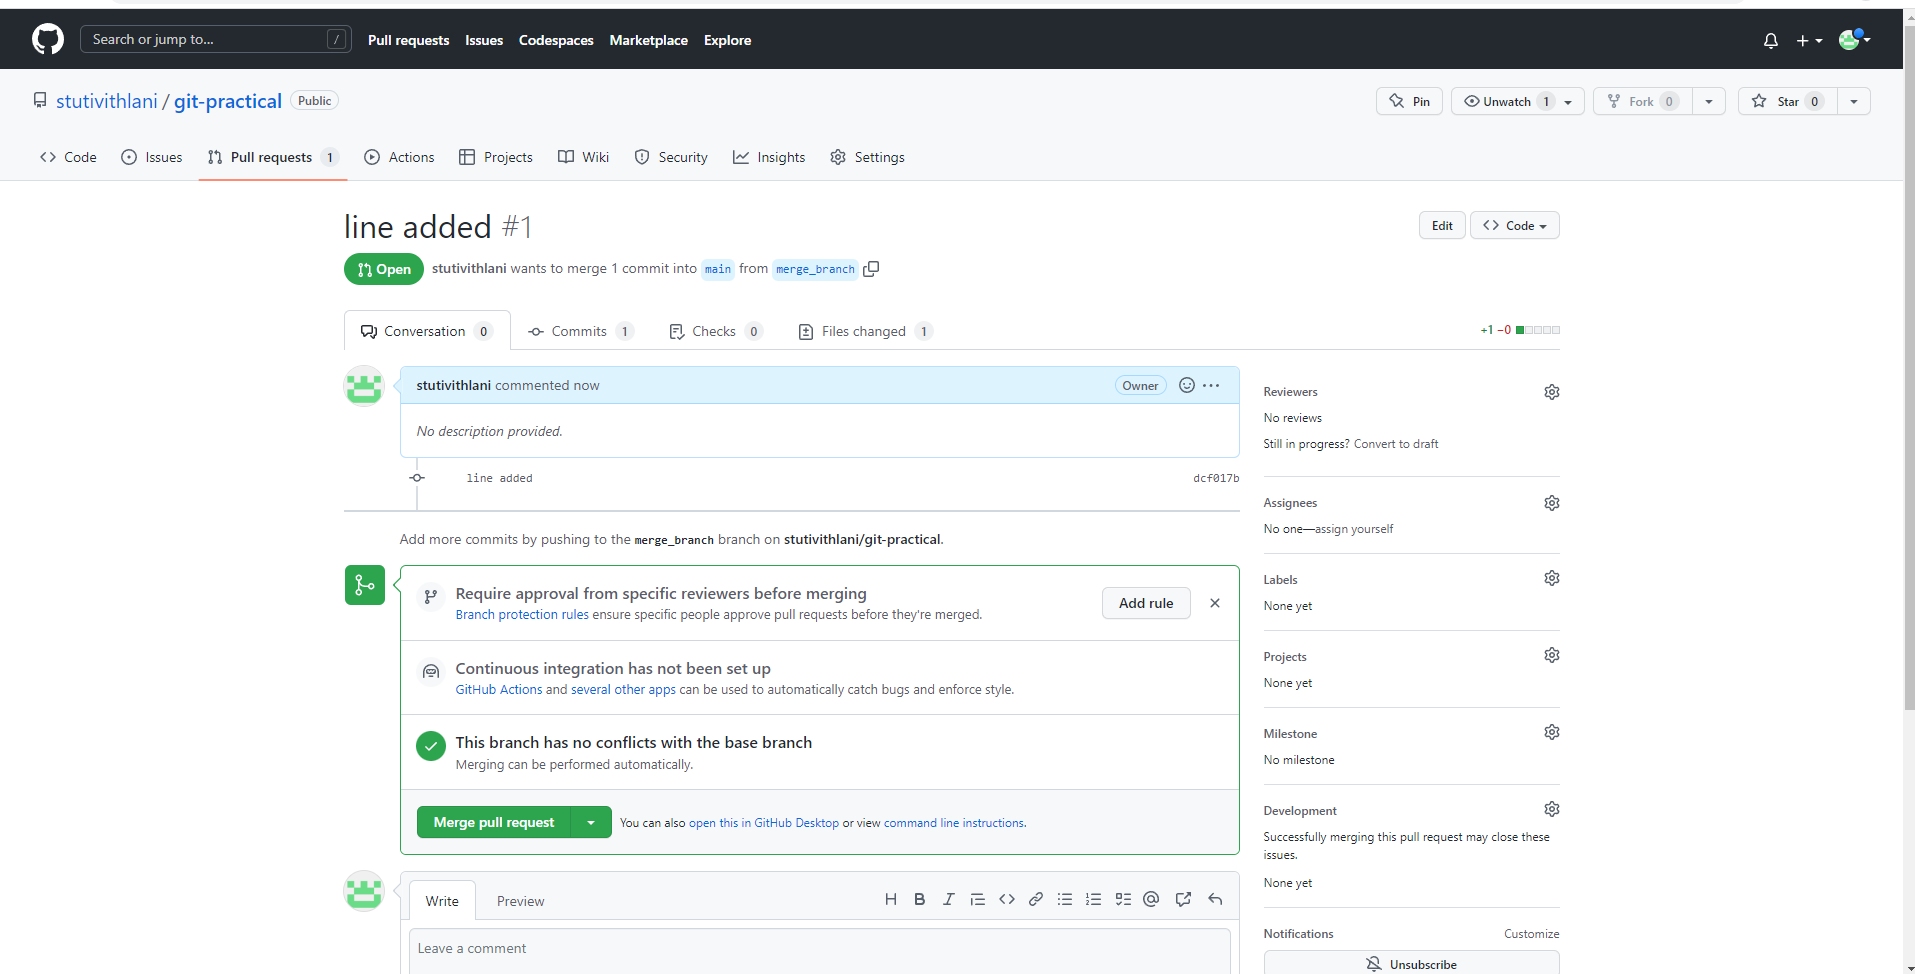 Search or jump to... /
Pull requests Issues Codespaces Marketplace Explore
stutivithlani / git-practical Public
Pin Unwatch 1 Fork 0 Star 0
Code Issues Pull requests 1 Actions Projects Wiki Security Insights Settings
line added #1
Edit Code
Open stutivithlani wants to merge 1 commit into main from merge_branch
Conversation 0 Commits 1 Checks 0 Files changed 1 +1 −0
stutivithlani commented now Owner
No description provided.
line added dcf017b
Add more commits by pushing to the merge_branch branch on stutivithlani/git-practical.
Require approval from specific reviewers before merging
Branch protection rules ensure specific people approve pull requests before they're merged.
Add rule
Continuous integration has not been set up
GitHub Actions and several other apps can be used to automatically catch bugs and enforce style.
This branch has no conflicts with the base branch
Merging can be performed automatically.
Merge pull request You can also open this in GitHub Desktop or view command line instructions.
Write Preview
Leave a comment
Reviewers
No reviews
Still in progress? Convert to draft
Assignees
No one—assign yourself
Labels
None yet
Projects
None yet
Milestone
No milestone
Development
Successfully merging this pull request may close these
issues.
None yet
Notifications Customize
Unsubscribe